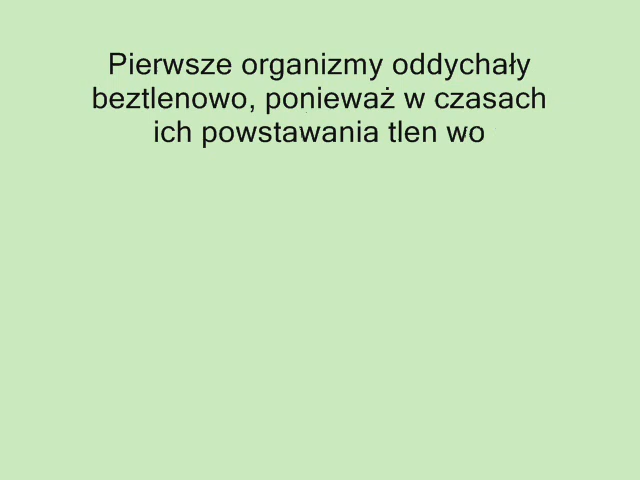 Pierwsze organizmy oddychały
beztlenowo, ponieważ w czasach
ich powstawania tlen wo